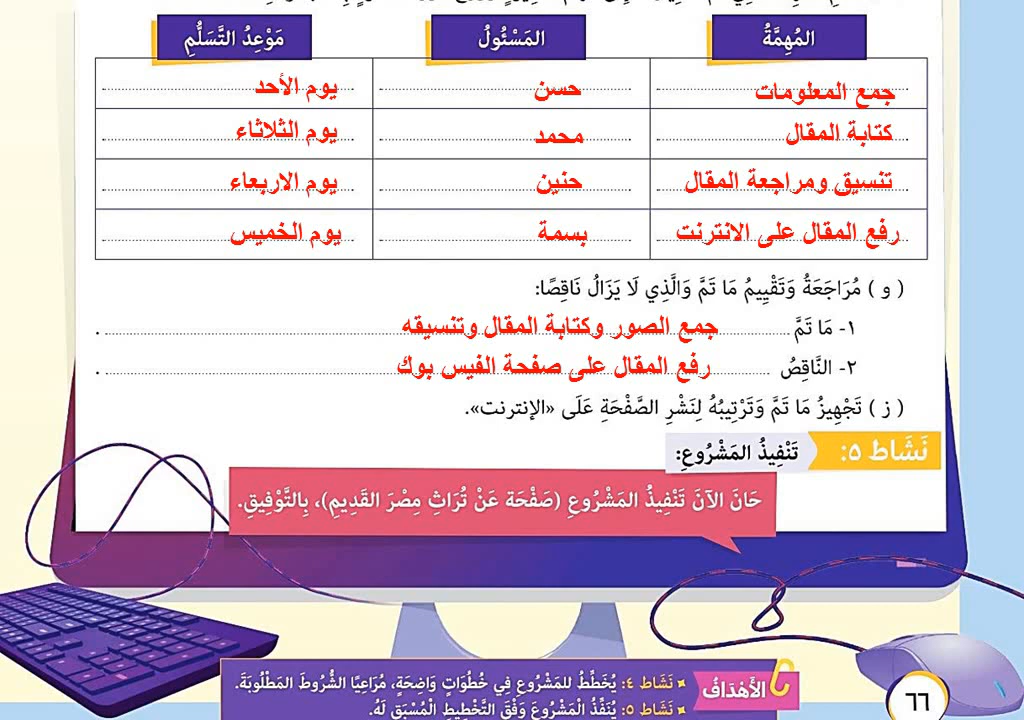 المُهِمَّةُ المَسْئُولُ مَوْعِدُ التَّسَلُّمِ
جمع المعلومات حسن يوم الأحد
كتابة المقال محمد يوم الثلاثاء
تنسيق ومراجعة المقال حنين يوم الاربعاء
رفع المقال على الانترنت بسمة يوم الخميس
( و ) مُرَاجَعَةُ وَتَقْيِيمُ مَا تَمَّ وَالَّذِي لَا يَزَالُ نَاقِصًا:
١- مَا تَمَّ جمع الصور وكتابة المقال وتنسيقه .
٢- النَّاقِصُ رفع المقال على صفحة الفيس بوك .
( ز ) تَجْهِيزُ مَا تَمَّ وَتَرْتِيبُهُ لِنَشْرِ الصَّفْحَةِ عَلَى «الإنترنت».
نَشَاط ٥: تَنْفِيذُ المَشْرُوعِ:
حَانَ الآنَ تَنْفِيذُ المَشْرُوعِ (صَفْحَة عَنْ تُرَاثِ مِصْرَ القَدِيمِ)، بِالتَّوْفِيقِ.
الأَهْدَافُ
نَشَاط ٤: يُخَطِّطُ للمَشْرُوعِ فِي خُطُوَاتٍ وَاضِحَةٍ، مُرَاعِيًا الشُّرُوطَ المَطْلُوبَةَ.
نَشَاط ٥: يُنَفِّذُ الْمَشْرُوعَ وَفْقَ التَّخْطِيطِ الْمُسْبَقِ لَهُ.
٦٦